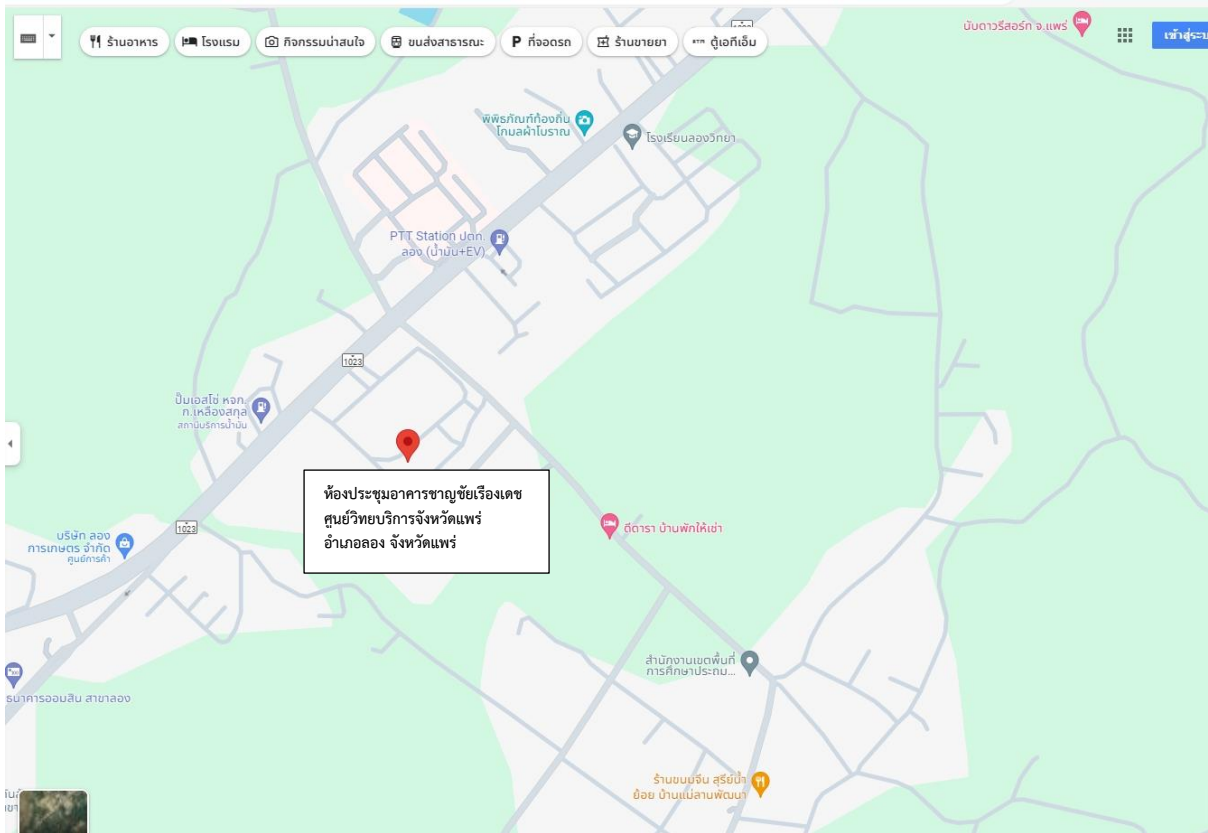 ร้านอาหาร
โรงแรม
กิจกรรมน่าสนใจ
ขนส่งสาธารณะ
P ที่จอดรถ
ร้านขายยา
ATM ตู้เอทีเอ็ม
นับดาวรีสอร์ท จ.แพร่
เข้าสู่ระบ
พิพิธภัณฑ์ท้องถิ่น
โกมลผ้าโบราณ
โรงเรียนลองวิทยา
PTT Station ปตท.
ลอง (น้ำมัน+EV)
1023
ปั๊มเอสโซ่ หจก.
ก.เหลืองสกุล
สถานีบริการน้ำมัน
ห้องประชุมอาคารชาญชัยเรืองเดช
ศูนย์วิทยบริการจังหวัดแพร่
อำเภอลอง จังหวัดแพร่
1023
บริษัท ลอง
การเกษตร จำกัด
ศูนย์การค้า
ตีดารา บ้านพักให้เช่า
สำนักงานเขตพื้นที่
การศึกษาประถม...
ธนาคารออมสิน สาขาลอง
ร้านขนมจีน สุรีย์น้ำ
ย้อย บ้านแม่ลานพัฒนา